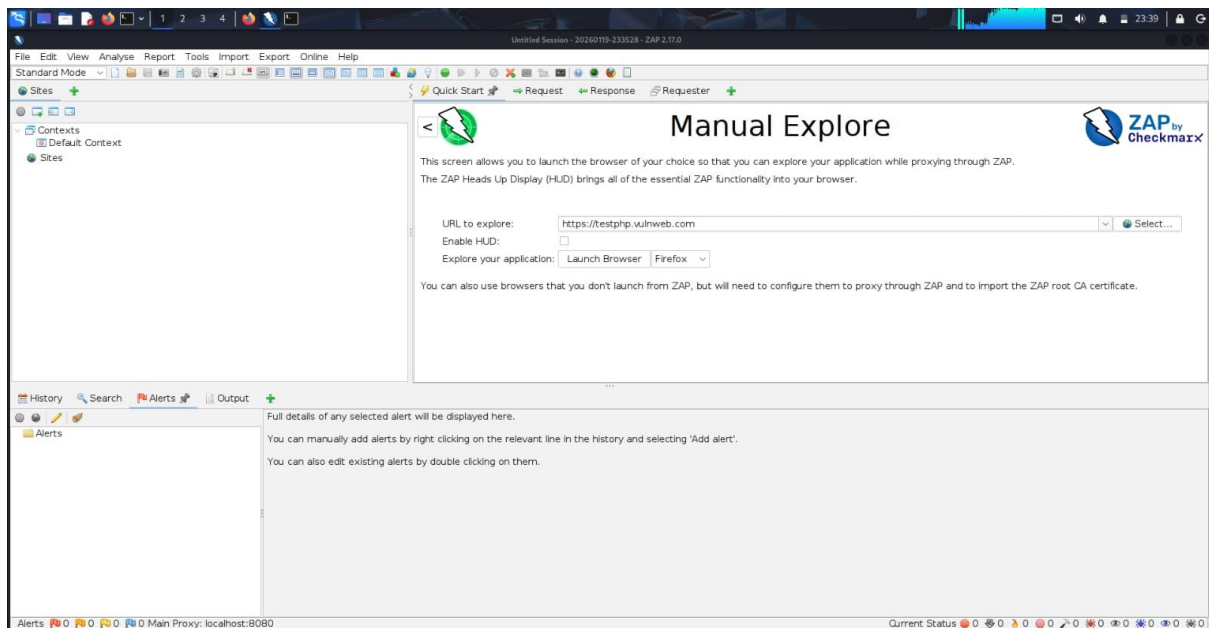 1 2 3 4
23:39
Untitled Session - 20260119-233528 - ZAP 2.17.0
File Edit View Analyse Report Tools Import Export Online Help
Standard Mode
Sites
Quick Start Request Response Requester
Contexts
Default Context
Sites
<
Manual Explore
ZAP by
Checkmarx
This screen allows you to launch the browser of your choice so that you can explore your application while proxying through ZAP.
The ZAP Heads Up Display (HUD) brings all of the essential ZAP functionality into your browser.
URL to explore: https://testphp.vulnweb.com Select...
Enable HUD:
Explore your application: Launch Browser Firefox
You can also use browsers that you don't launch from ZAP, but will need to configure them to proxy through ZAP and to import the ZAP root CA certificate.
History Search Alerts Output
Alerts
Full details of any selected alert will be displayed here.
You can manually add alerts by right clicking on the relevant line in the history and selecting 'Add alert'.
You can also edit existing alerts by double clicking on them.
Alerts 0 0 0 0 Main Proxy: localhost:8080
Current Status 0 0 0 0 0 0 0 0 0 0